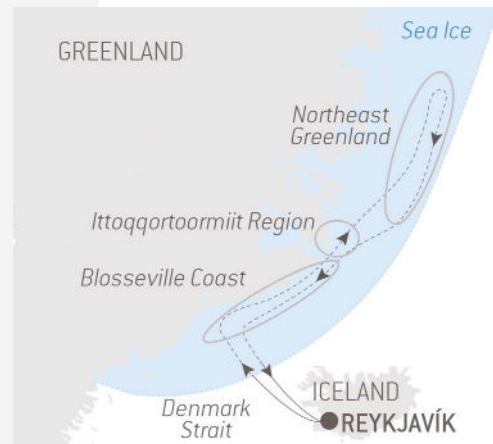 Sea Ice
GREENLAND
Northeast
Greenland
Ittoqqortoormiit Region
Blosseville Coast
ICELAND
Denmark
Strait
REYKJAVÍK